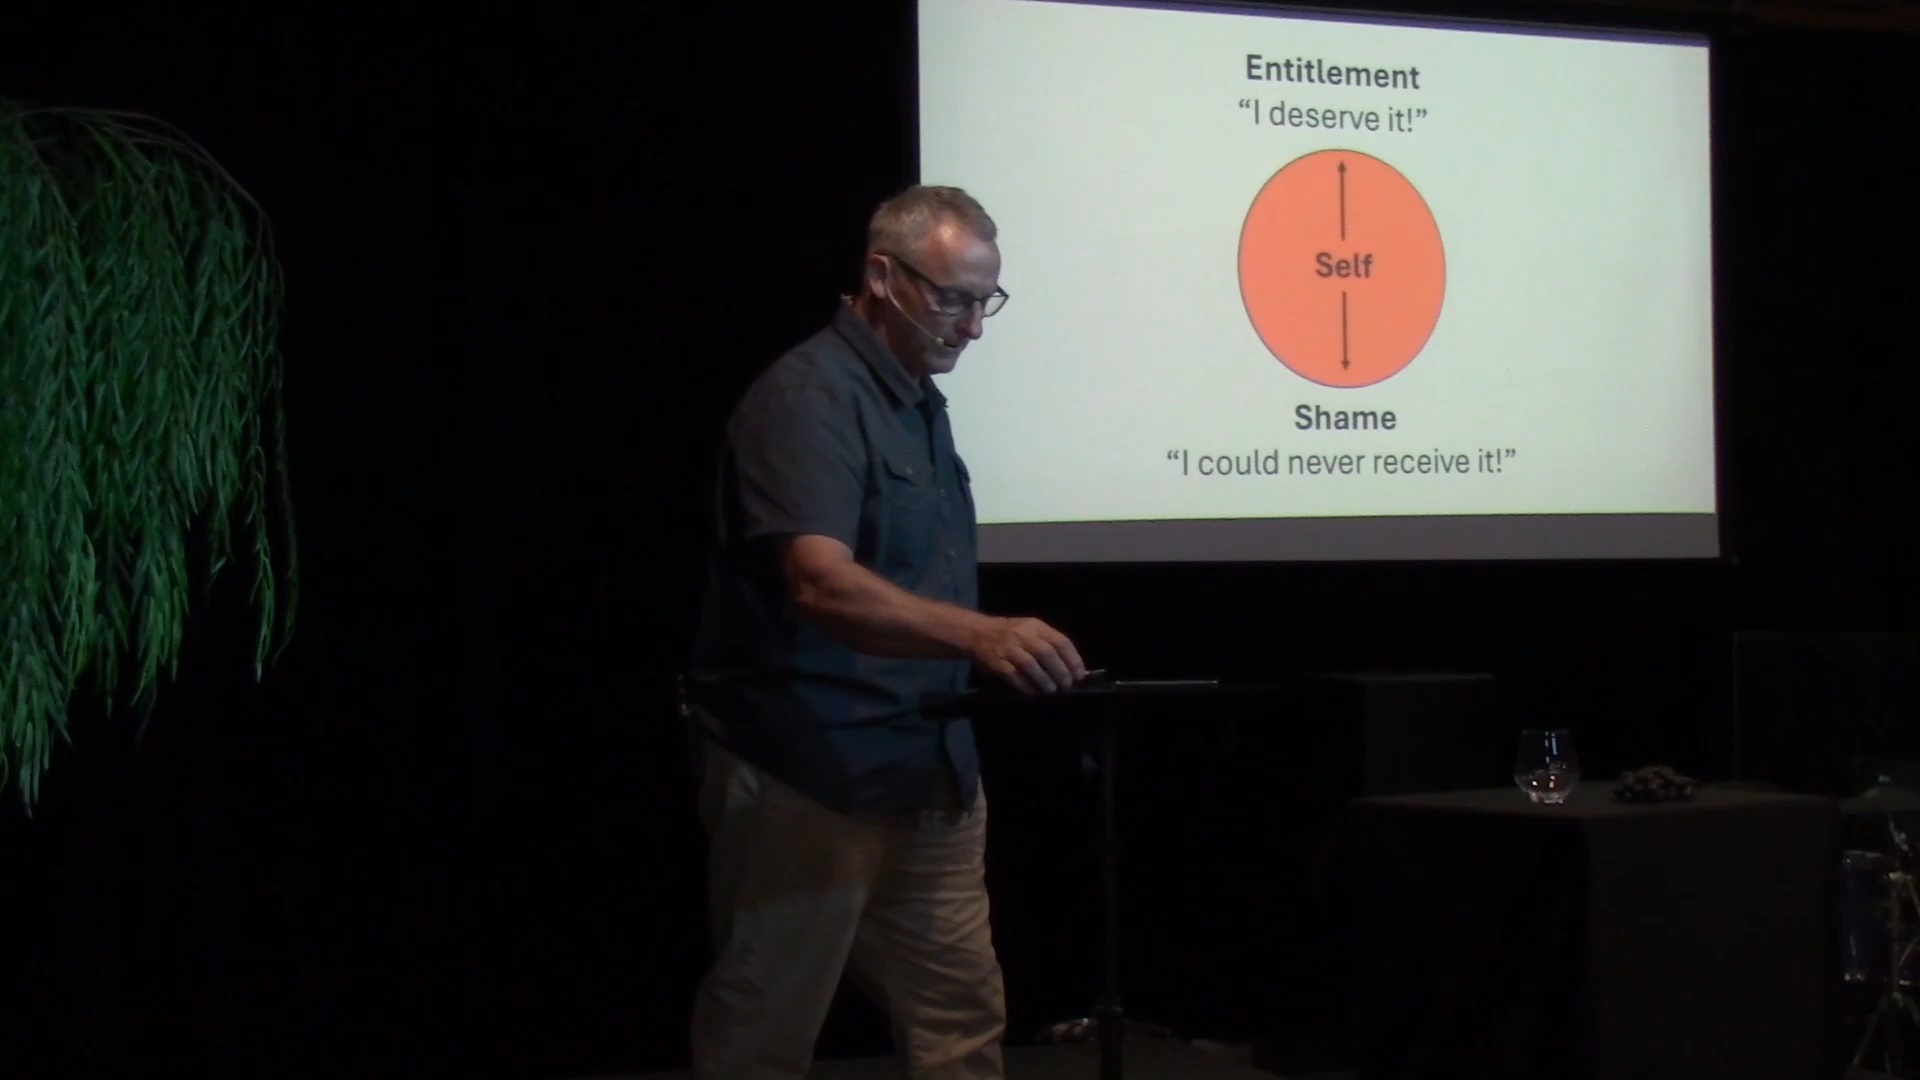 Entitlement
“I deserve it!”
Self
Shame
“I could never receive it!”